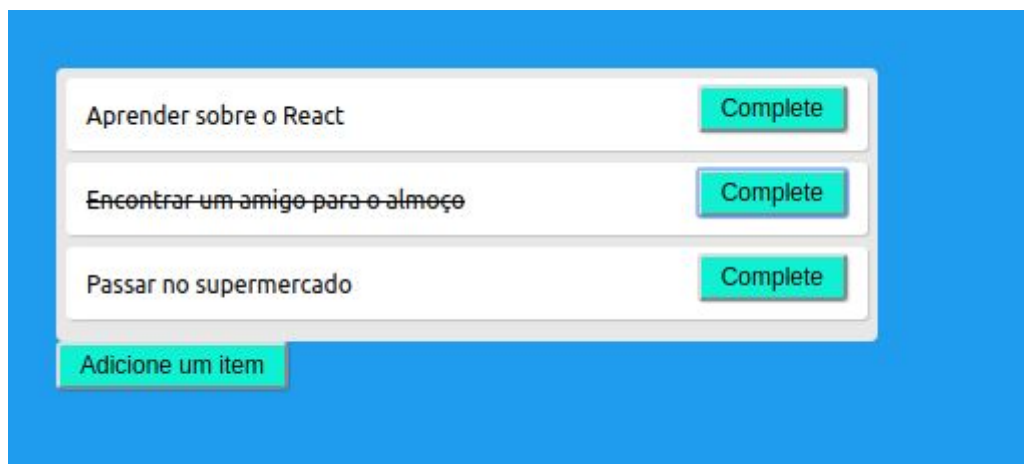 Aprender sobre o React
Complete
Encontrar um amigo para o almoço
Complete
Passar no supermercado
Complete
Adicione um item